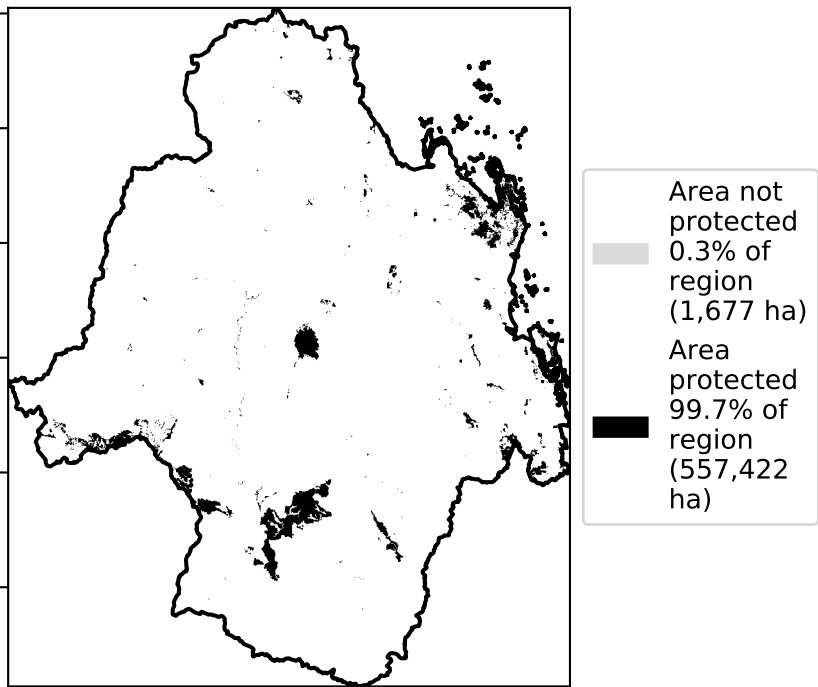 Area not
protected
0.3% of
region
(1,677 ha)
Area
protected
99.7% of
region
(557,422
ha)